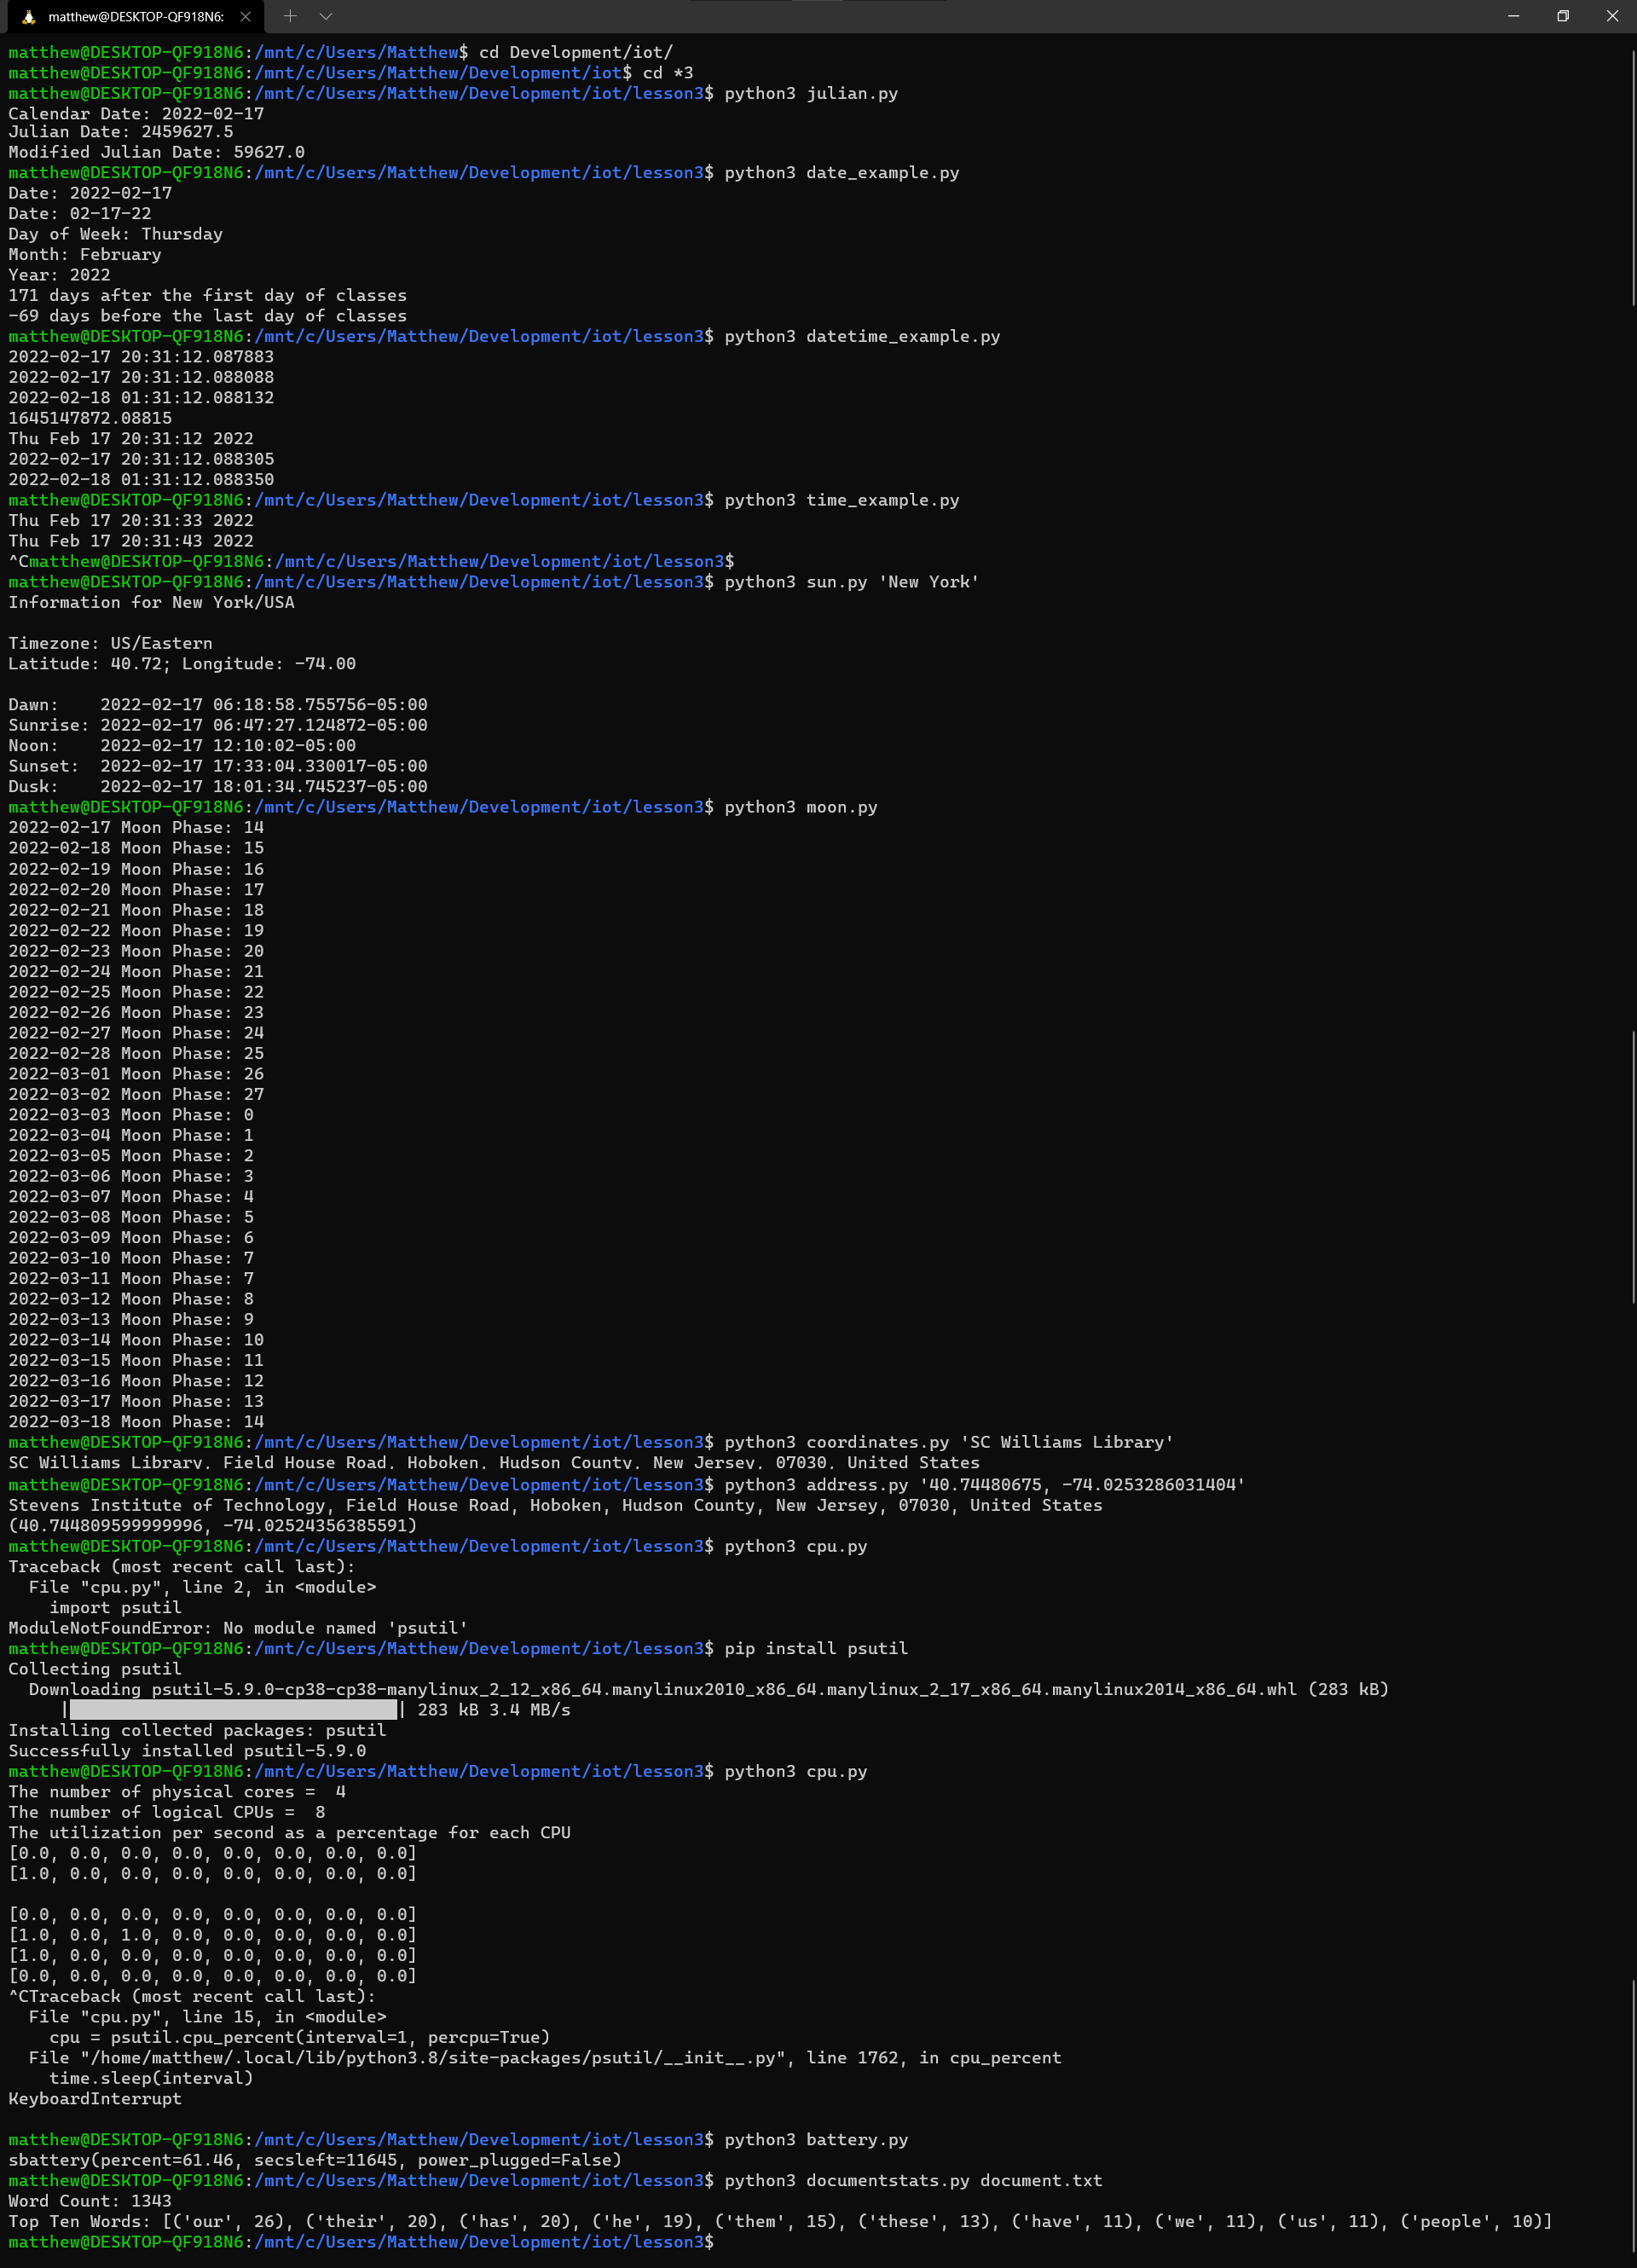 matthew@DESKTOP-QF918N6:
matthew@DESKTOP-QF918N6:/mnt/c/Users/Matthew$ cd Development/iot/
matthew@DESKTOP-QF918N6:/mnt/c/Users/Matthew/Development/iot$ cd *3
matthew@DESKTOP-QF918N6:/mnt/c/Users/Matthew/Development/iot/lesson3$ python3 julian.py
Calendar Date: 2022-02-17
Julian Date: 2459627.5
Modified Julian Date: 59627.0
matthew@DESKTOP-QF918N6:/mnt/c/Users/Matthew/Development/iot/lesson3$ python3 date_example.py
Date: 2022-02-17
Date: 02-17-22
Day of Week: Thursday
Month: February
Year: 2022
171 days after the first day of classes
-69 days before the last day of classes
matthew@DESKTOP-QF918N6:/mnt/c/Users/Matthew/Development/iot/lesson3$ python3 datetime_example.py
2022-02-17 20:31:12.087883
2022-02-17 20:31:12.088088
2022-02-18 01:31:12.088132
1645147872.08815
Thu Feb 17 20:31:12 2022
2022-02-17 20:31:12.088305
2022-02-18 01:31:12.088350
matthew@DESKTOP-QF918N6:/mnt/c/Users/Matthew/Development/iot/lesson3$ python3 time_example.py
Thu Feb 17 20:31:33 2022
Thu Feb 17 20:31:43 2022
^Cmatthew@DESKTOP-QF918N6:/mnt/c/Users/Matthew/Development/iot/lesson3$
matthew@DESKTOP-QF918N6:/mnt/c/Users/Matthew/Development/iot/lesson3$ python3 sun.py 'New York'
Information for New York/USA
Timezone: US/Eastern
Latitude: 40.72; Longitude: -74.00
Dawn:    2022-02-17 06:18:58.755756-05:00
Sunrise: 2022-02-17 06:47:27.124872-05:00
Noon:    2022-02-17 12:10:02-05:00
Sunset:  2022-02-17 17:33:04.330017-05:00
Dusk:    2022-02-17 18:01:34.745237-05:00
matthew@DESKTOP-QF918N6:/mnt/c/Users/Matthew/Development/iot/lesson3$ python3 moon.py
2022-02-17 Moon Phase: 14
2022-02-18 Moon Phase: 15
2022-02-19 Moon Phase: 16
2022-02-20 Moon Phase: 17
2022-02-21 Moon Phase: 18
2022-02-22 Moon Phase: 19
2022-02-23 Moon Phase: 20
2022-02-24 Moon Phase: 21
2022-02-25 Moon Phase: 22
2022-02-26 Moon Phase: 23
2022-02-27 Moon Phase: 24
2022-02-28 Moon Phase: 25
2022-03-01 Moon Phase: 26
2022-03-02 Moon Phase: 27
2022-03-03 Moon Phase: 0
2022-03-04 Moon Phase: 1
2022-03-05 Moon Phase: 2
2022-03-06 Moon Phase: 3
2022-03-07 Moon Phase: 4
2022-03-08 Moon Phase: 5
2022-03-09 Moon Phase: 6
2022-03-10 Moon Phase: 7
2022-03-11 Moon Phase: 7
2022-03-12 Moon Phase: 8
2022-03-13 Moon Phase: 9
2022-03-14 Moon Phase: 10
2022-03-15 Moon Phase: 11
2022-03-16 Moon Phase: 12
2022-03-17 Moon Phase: 13
2022-03-18 Moon Phase: 14
matthew@DESKTOP-QF918N6:/mnt/c/Users/Matthew/Development/iot/lesson3$ python3 coordinates.py 'SC Williams Library'
SC Williams Library, Field House Road, Hoboken, Hudson County, New Jersey, 07030, United States
matthew@DESKTOP-QF918N6:/mnt/c/Users/Matthew/Development/iot/lesson3$ python3 address.py '40.74480675, -74.0253286031404'
Stevens Institute of Technology, Field House Road, Hoboken, Hudson County, New Jersey, 07030, United States
(40.744809599999996, -74.02524356385591)
matthew@DESKTOP-QF918N6:/mnt/c/Users/Matthew/Development/iot/lesson3$ python3 cpu.py
Traceback (most recent call last):
  File "cpu.py", line 2, in <module>
    import psutil
ModuleNotFoundError: No module named 'psutil'
matthew@DESKTOP-QF918N6:/mnt/c/Users/Matthew/Development/iot/lesson3$ pip install psutil
Collecting psutil
  Downloading psutil-5.9.0-cp38-cp38-manylinux_2_12_x86_64.manylinux2010_x86_64.manylinux_2_17_x86_64.manylinux2014_x86_64.whl (283 kB)
     |████████████████████████████████| 283 kB 3.4 MB/s
Installing collected packages: psutil
Successfully installed psutil-5.9.0
matthew@DESKTOP-QF918N6:/mnt/c/Users/Matthew/Development/iot/lesson3$ python3 cpu.py
The number of physical cores =  4
The number of logical CPUs =  8
The utilization per second as a percentage for each CPU
[0.0, 0.0, 0.0, 0.0, 0.0, 0.0, 0.0, 0.0]
[1.0, 0.0, 0.0, 0.0, 0.0, 0.0, 0.0, 0.0]
[0.0, 0.0, 0.0, 0.0, 0.0, 0.0, 0.0, 0.0]
[1.0, 0.0, 1.0, 0.0, 0.0, 0.0, 0.0, 0.0]
[1.0, 0.0, 0.0, 0.0, 0.0, 0.0, 0.0, 0.0]
[0.0, 0.0, 0.0, 0.0, 0.0, 0.0, 0.0, 0.0]
^CTraceback (most recent call last):
  File "cpu.py", line 15, in <module>
    cpu = psutil.cpu_percent(interval=1, percpu=True)
  File "/home/matthew/.local/lib/python3.8/site-packages/psutil/__init__.py", line 1762, in cpu_percent
    time.sleep(interval)
KeyboardInterrupt
matthew@DESKTOP-QF918N6:/mnt/c/Users/Matthew/Development/iot/lesson3$ python3 battery.py
sbattery(percent=61.46, secsleft=11645, power_plugged=False)
matthew@DESKTOP-QF918N6:/mnt/c/Users/Matthew/Development/iot/lesson3$ python3 documentstats.py document.txt
Word Count: 1343
Top Ten Words: [('our', 26), ('their', 20), ('has', 20), ('he', 19), ('them', 15), ('these', 13), ('have', 11), ('we', 11), ('us', 11), ('people', 10)]
matthew@DESKTOP-QF918N6:/mnt/c/Users/Matthew/Development/iot/lesson3$